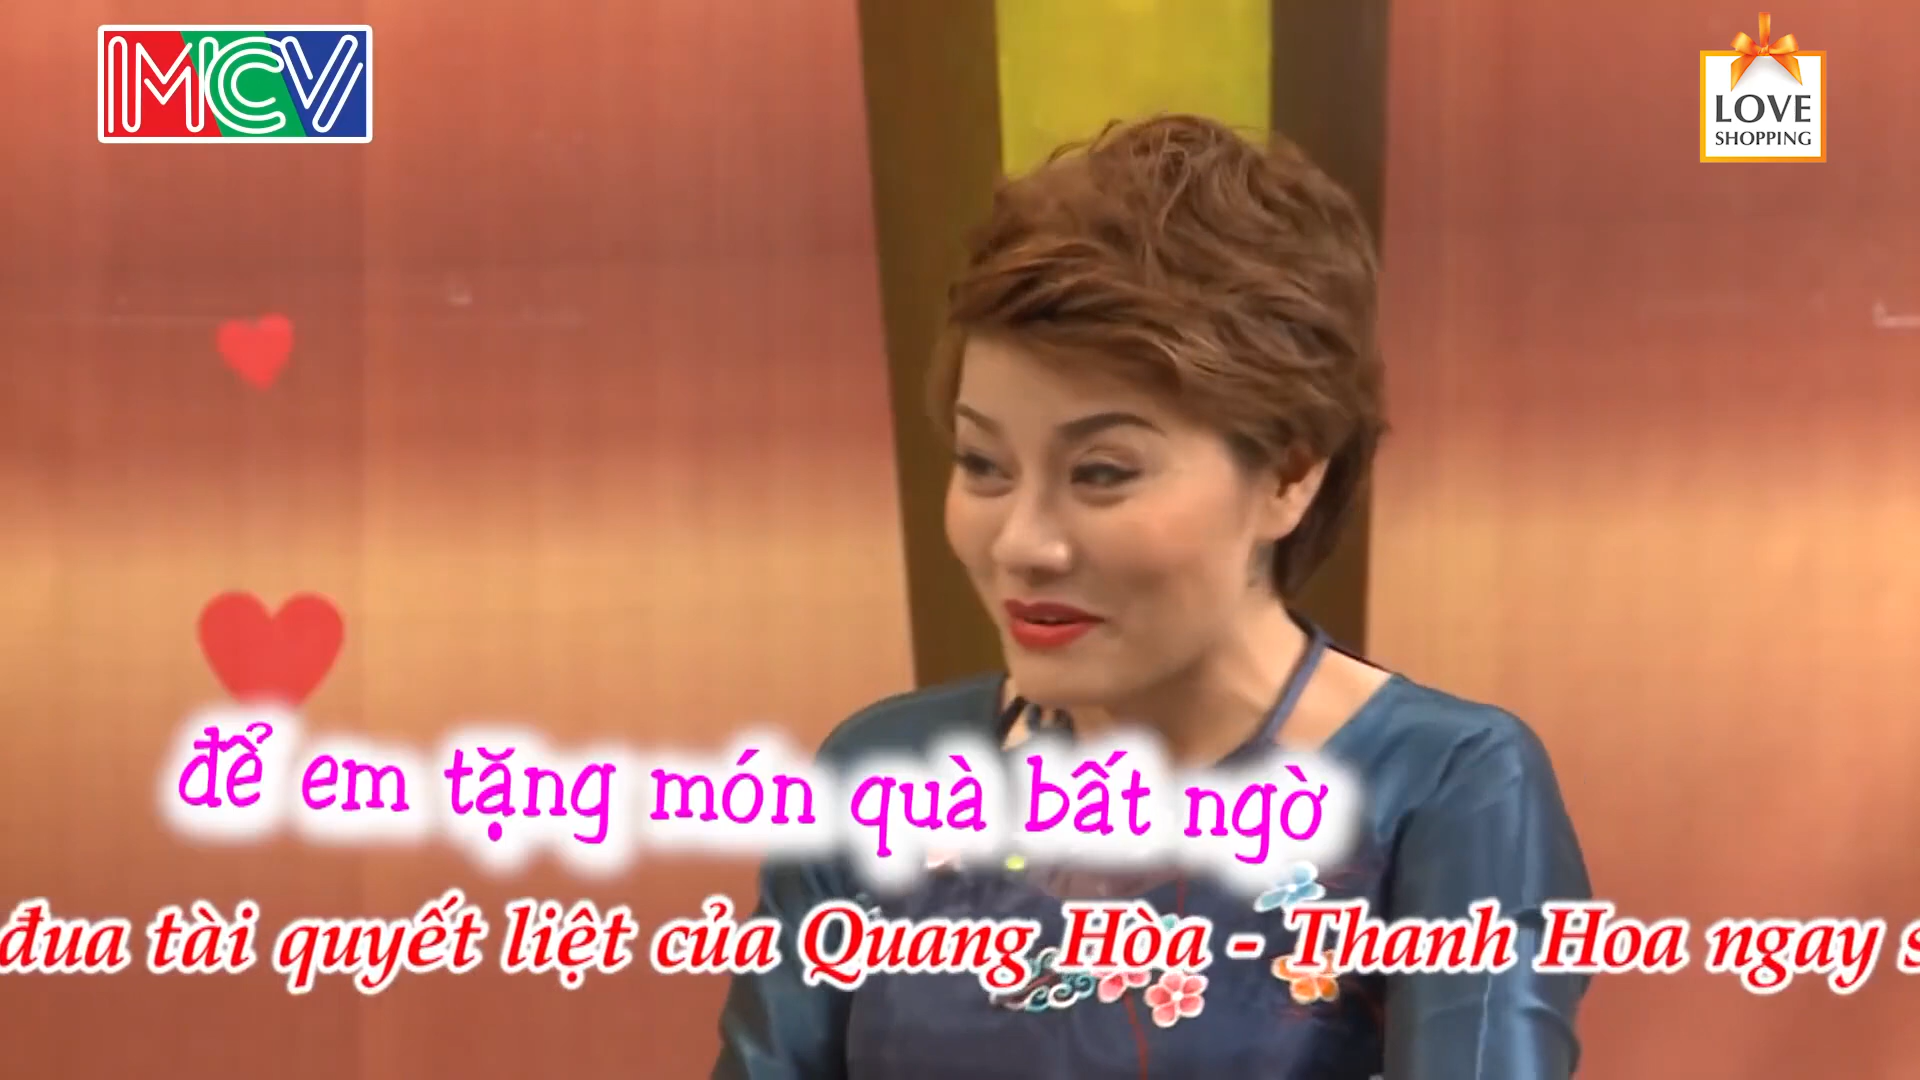 MCV
LOVE
SHOPPING
để em tặng món quà bất ngờ
đua tài quyết liệt của Quang Hòa - Thanh Hoa ngay s